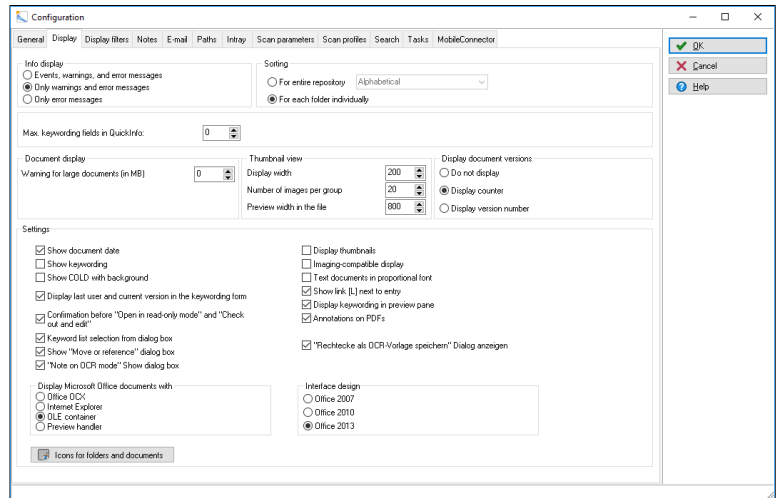 Configuration
General Display Display filters Notes E-mail Paths Intray Scan parameters Scan profiles Search Tasks MobileConnector
OK
Cancel
Help
Info display
Events, warnings, and error messages
Only warnings and error messages
Only error messages
Sorting
For entire repository Alphabetical
For each folder individually
Max. keywording fields in QuickInfo: 0
Document display
Warning for large documents (in MB) 0
Thumbnail view
Display width 200
Number of images per group 20
Preview width in the file 800
Display document versions
Do not display
Display counter
Display version number
Settings
Show document date
Show keywording
Show COLD with background
Display last user and current version in the keywording form
Confirmation before "Open in read-only mode" and "Check
out and edit"
Keyword list selection from dialog box
Show "Move or reference" dialog box
"Note on OCR mode" Show dialog box
Display thumbnails
Imaging-compatible display
Text documents in proportional font
Show link [L] next to entry
Display keywording in preview pane
Annotations on PDFs
"Rechtecke als OCR-Vorlage speichern" Dialog anzeigen
Display Microsoft Office documents with
Office OCX
Internet Explorer
OLE container
Preview handler
Interface design
Office 2007
Office 2010
Office 2013
Icons for folders and documents